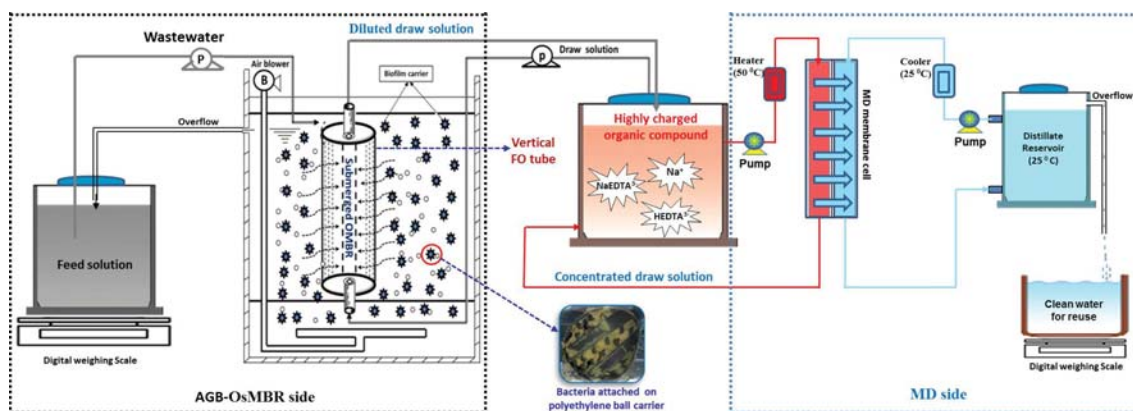 Wastewater
P
Air blower
B
Overflow
Feed solution
Digital weighing Scale
AGB-OsMBR side
Diluted draw solution
Biofilm carrier
Submerged OMBR
p
Draw solution
Vertical
FO tube
Highly charged
organic compound
Na⁺
NaEDTA³⁻
HEDTA³⁻
Concentrated draw solution
Bacteria attached on
polyethylene ball carrier
Heater
(50 ⁰C)
Pump
MD membrane cell
Cooler
(25 ⁰C)
Pump
Distillate
Reservoir
(25 ⁰C)
Overflow
Clean water
for reuse
Digital weighing Scale
MD side